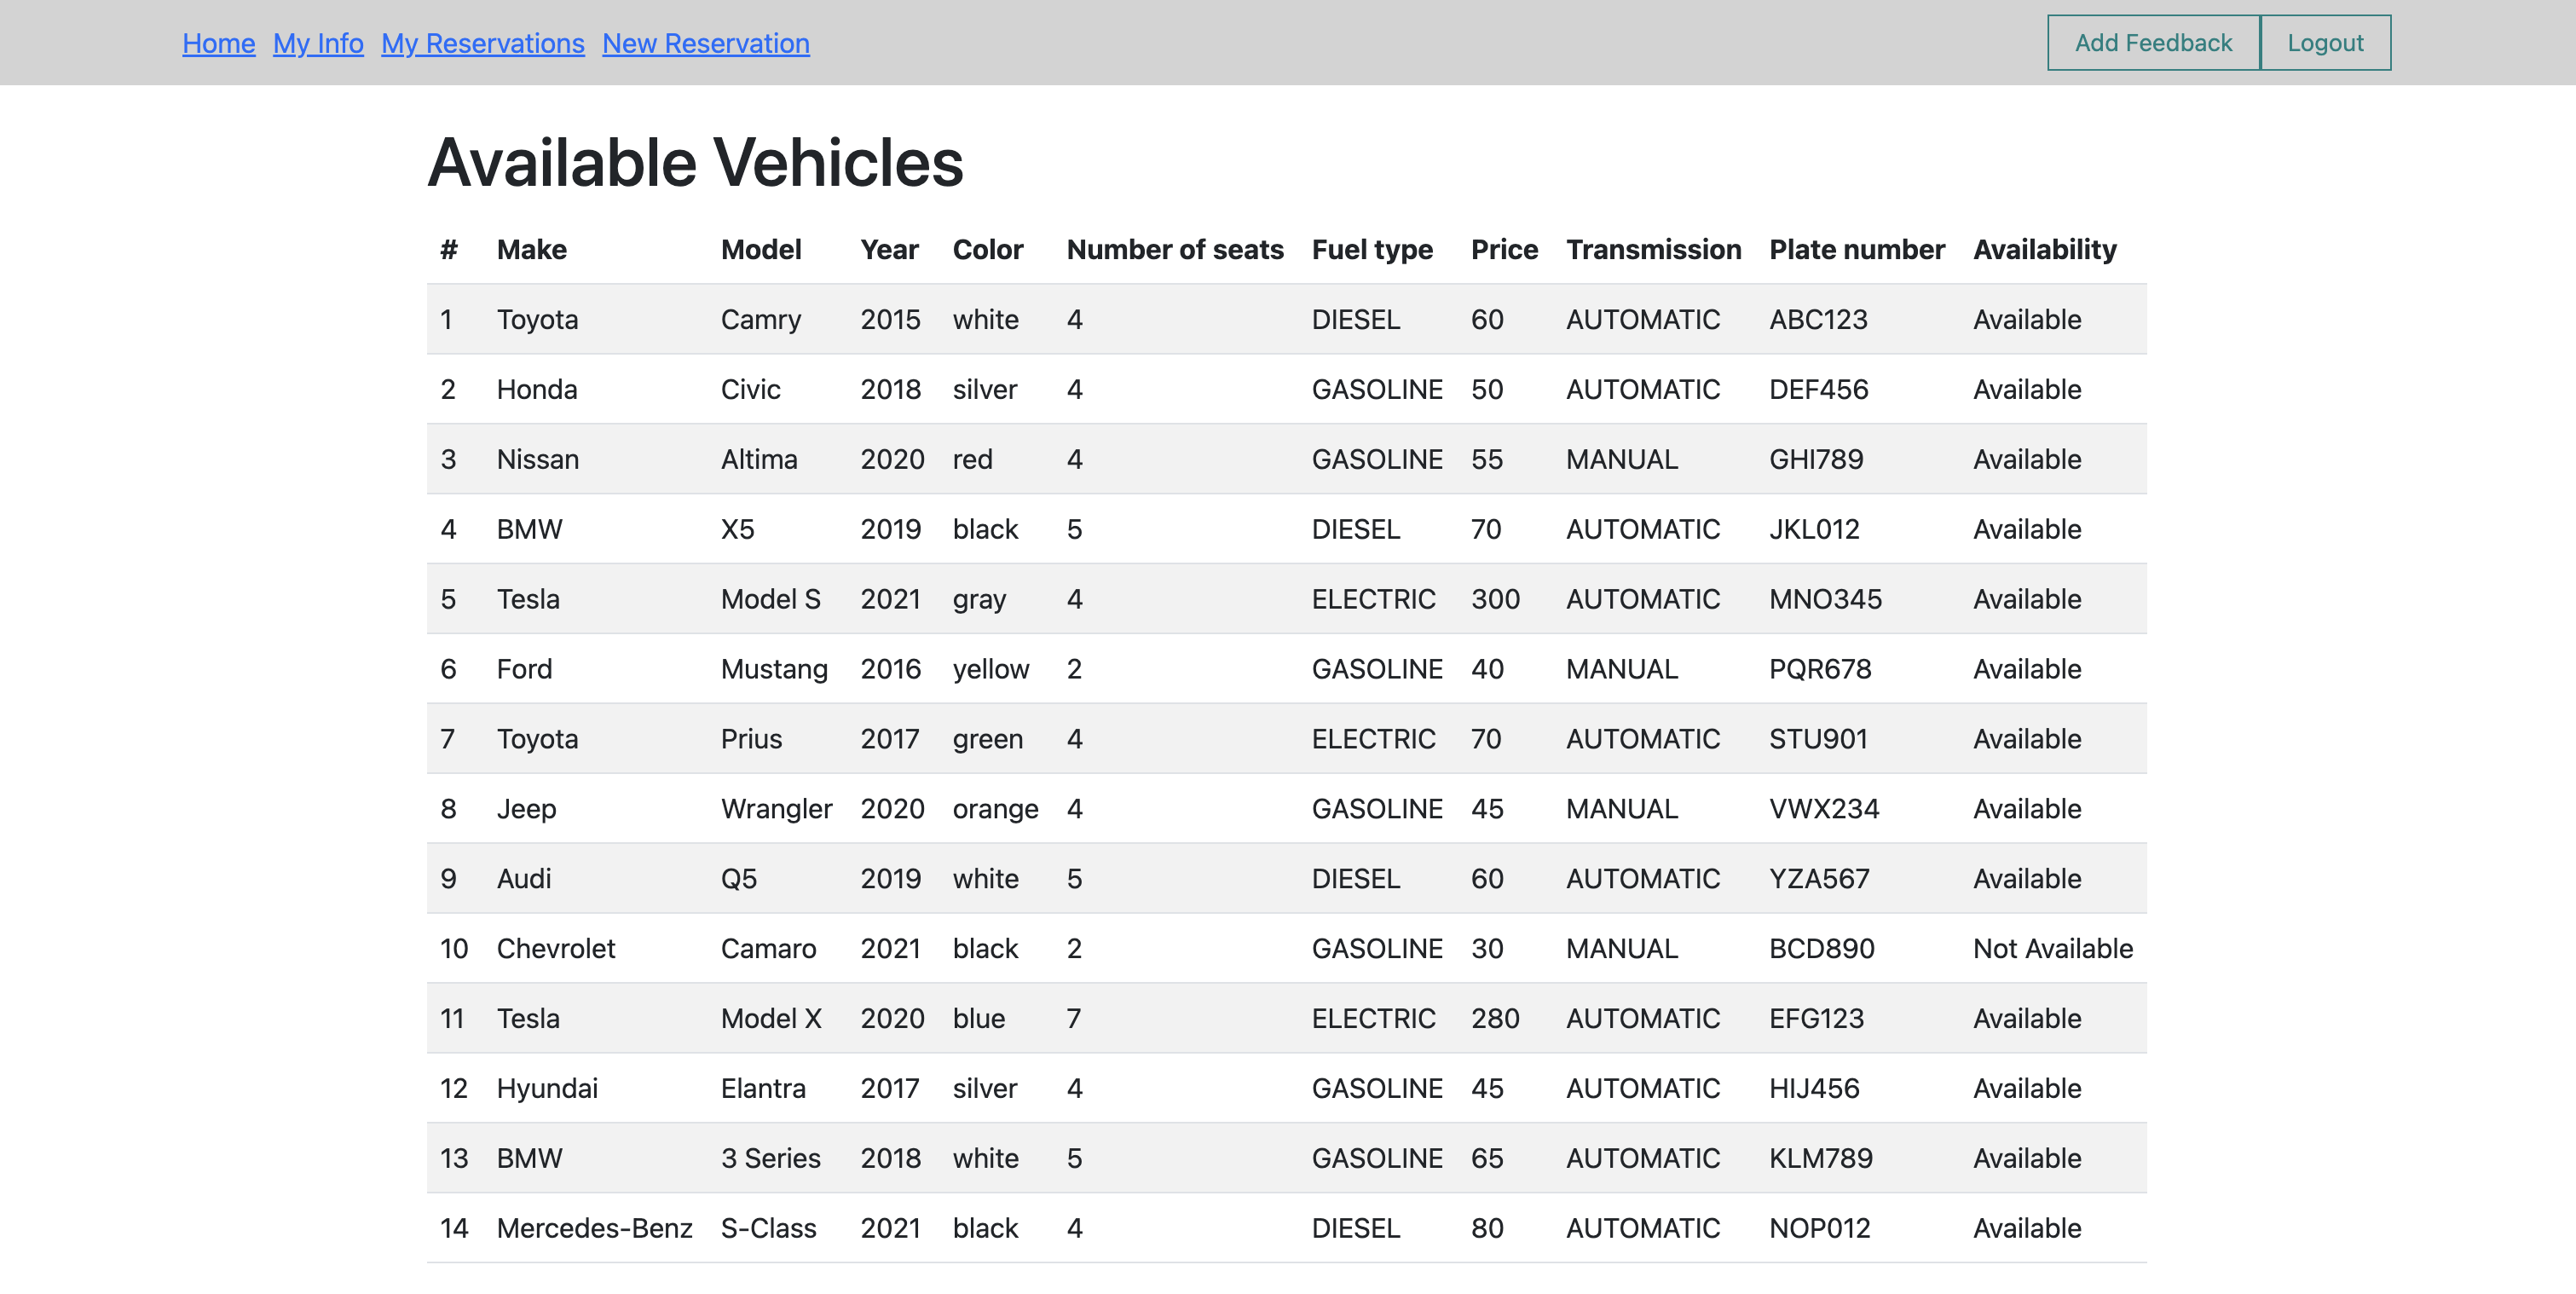 Home My Info My Reservations New Reservation Add Feedback Logout
Available Vehicles
# Make Model Year Color Number of seats Fuel type Price Transmission Plate number Availability
1 Toyota Camry 2015 white 4 DIESEL 60 AUTOMATIC ABC123 Available
2 Honda Civic 2018 silver 4 GASOLINE 50 AUTOMATIC DEF456 Available
3 Nissan Altima 2020 red 4 GASOLINE 55 MANUAL GHI789 Available
4 BMW X5 2019 black 5 DIESEL 70 AUTOMATIC JKL012 Available
5 Tesla Model S 2021 gray 4 ELECTRIC 300 AUTOMATIC MNO345 Available
6 Ford Mustang 2016 yellow 2 GASOLINE 40 MANUAL PQR678 Available
7 Toyota Prius 2017 green 4 ELECTRIC 70 AUTOMATIC STU901 Available
8 Jeep Wrangler 2020 orange 4 GASOLINE 45 MANUAL VWX234 Available
9 Audi Q5 2019 white 5 DIESEL 60 AUTOMATIC YZA567 Available
10 Chevrolet Camaro 2021 black 2 GASOLINE 30 MANUAL BCD890 Not Available
11 Tesla Model X 2020 blue 7 ELECTRIC 280 AUTOMATIC EFG123 Available
12 Hyundai Elantra 2017 silver 4 GASOLINE 45 AUTOMATIC HIJ456 Available
13 BMW 3 Series 2018 white 5 GASOLINE 65 AUTOMATIC KLM789 Available
14 Mercedes-Benz S-Class 2021 black 4 DIESEL 80 AUTOMATIC NOP012 Available